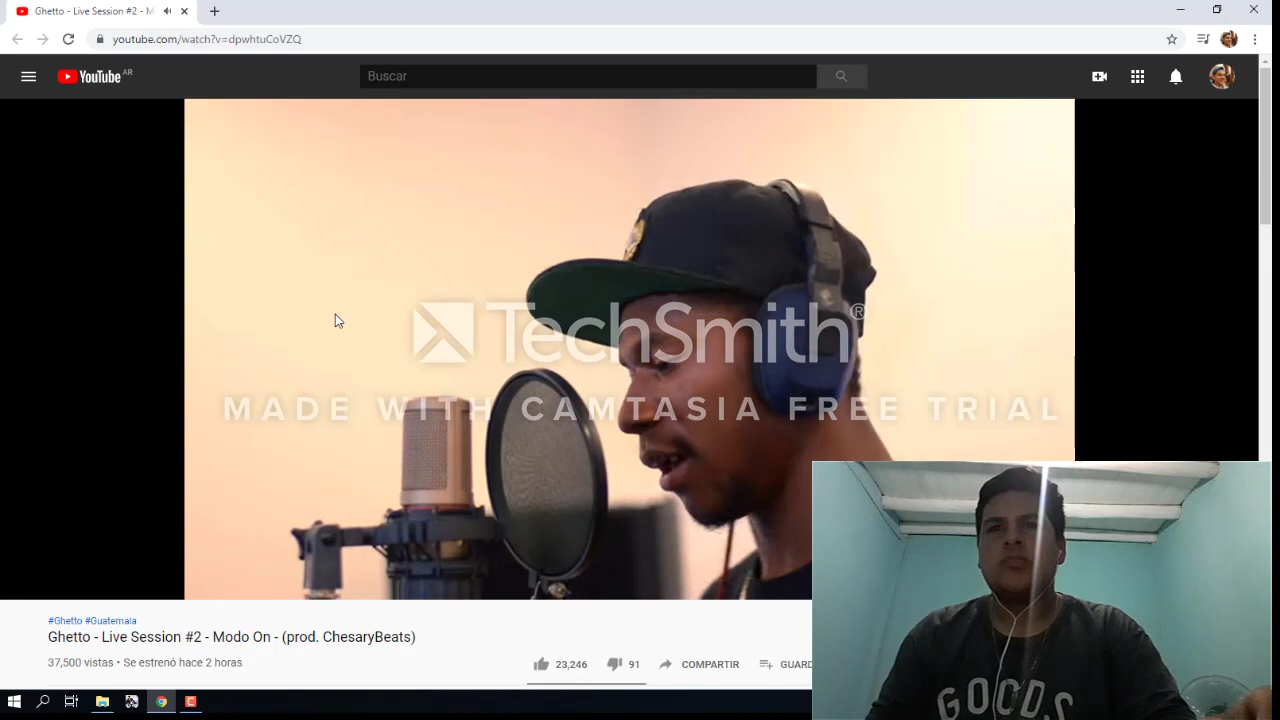 Ghetto - Live Session #2 - M
youtube.com/watch?v=dpwhtuCoVZQ
YouTube AR
Buscar
TechSmith®
MADE WITH CAMTASIA FREE TRIAL
#Ghetto #Guatemala
Ghetto - Live Session #2 - Modo On - (prod. ChesaryBeats)
37,500 vistas • Se estrenó hace 2 horas
23,246
91
COMPARTIR
GUARD
GOODS